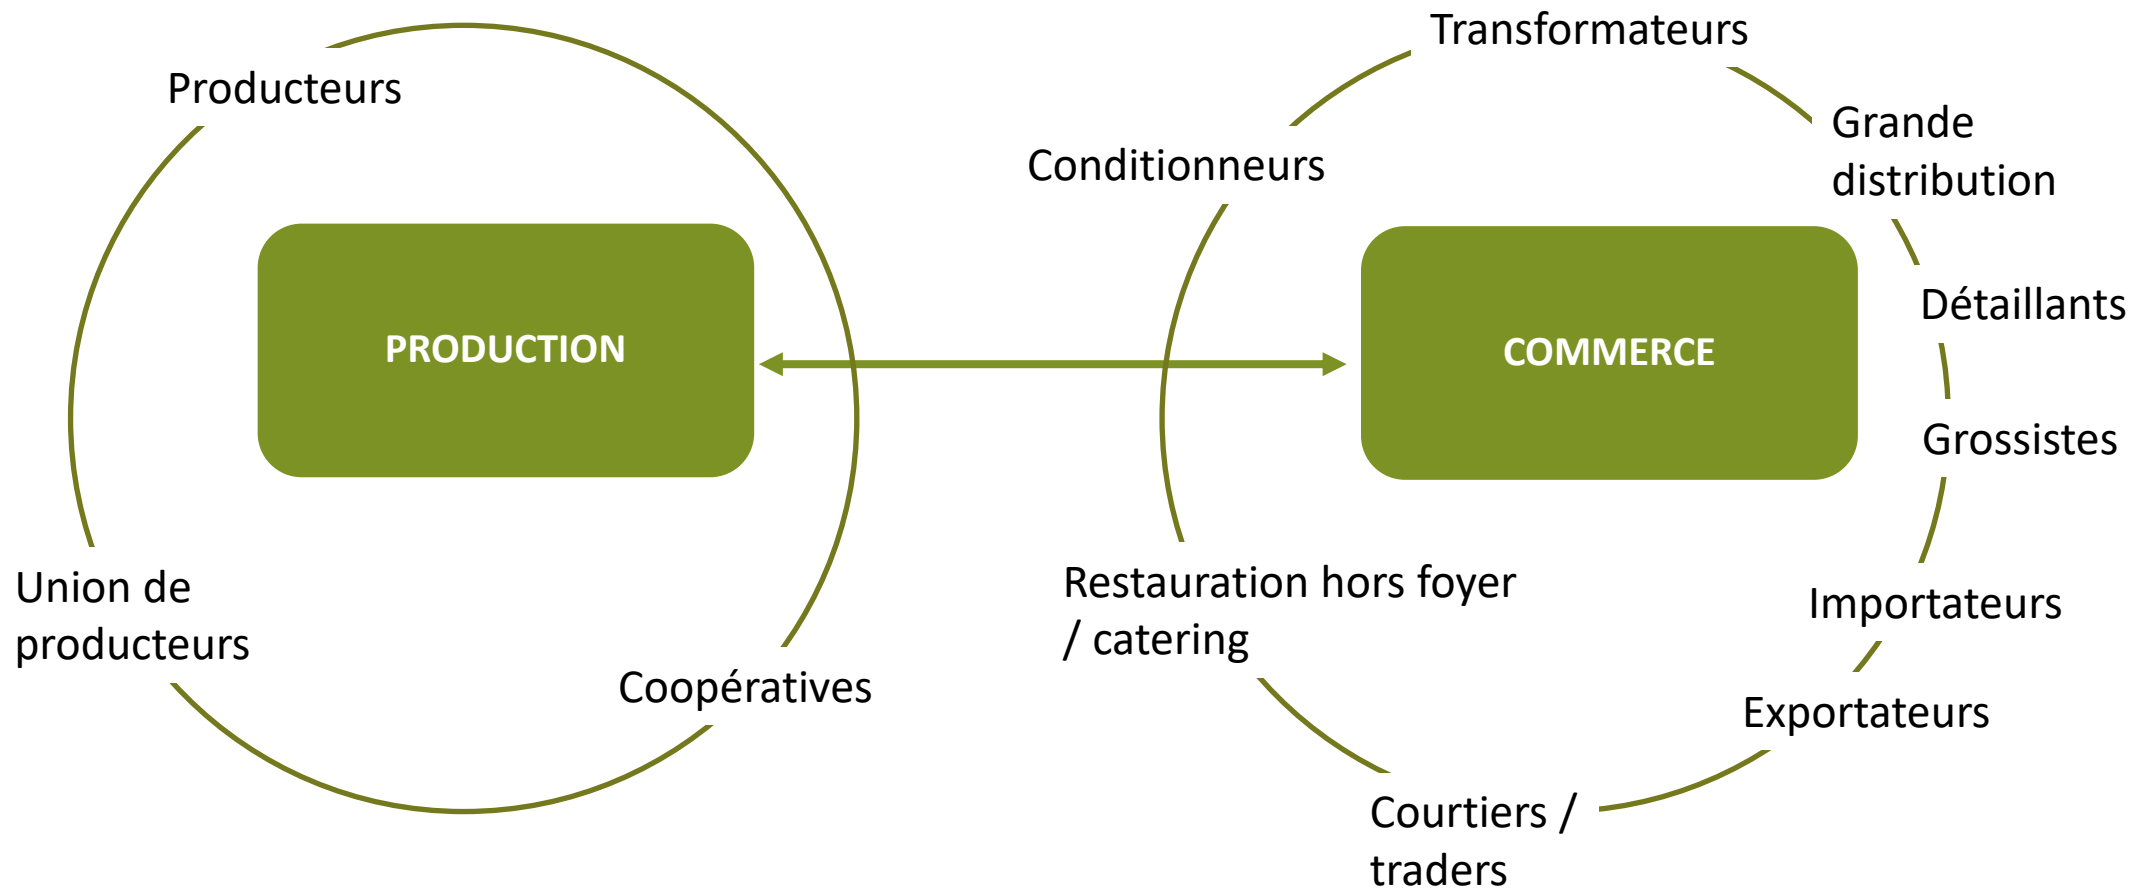 Producteurs
PRODUCTION
Union de
producteurs
Coopératives
Transformateurs
Conditionneurs
Grande
distribution
COMMERCE
Détaillants
Grossistes
Restauration hors foyer
/ catering
Importateurs
Exportateurs
Courtiers /
traders